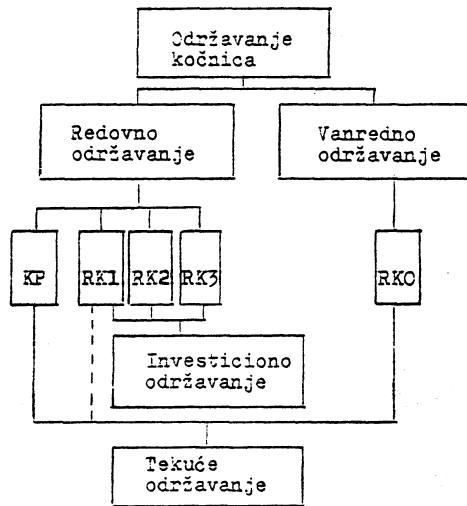 Održavanje
kočnica
Redovno
održavanje
Vanredno
održavanje
KP
RK1
RK2
RK3
RKO
Investiciono
održavanje
Tekuće
održavanje